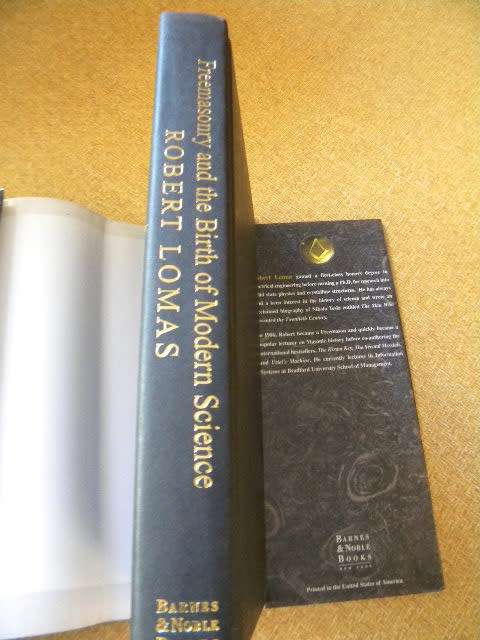 Freemasonry and the Birth of Modern Science
ROBERT LOMAS
BARNES
& NOBLE
Robert Lomas gained a first-class honors degree in
electrical engineering before earning a Ph.D. for research into
solid state physics and crystalline structures. He has always
had a keen interest in the history of science and wrote an
acclaimed biography of Nikola Tesla entitled The Man Who
Invented the Twentieth Century.
In 1986, Robert became a Freemason and quickly became a
popular lecturer on Masonic history before co-authoring the
international bestsellers, The Hiram Key, The Second Messiah,
and Uriel's Machine. He currently lectures in Information
Systems at Bradford University School of Management.
BARNES
& NOBLE
BOOKS
NEW YORK
Printed in the United States of America